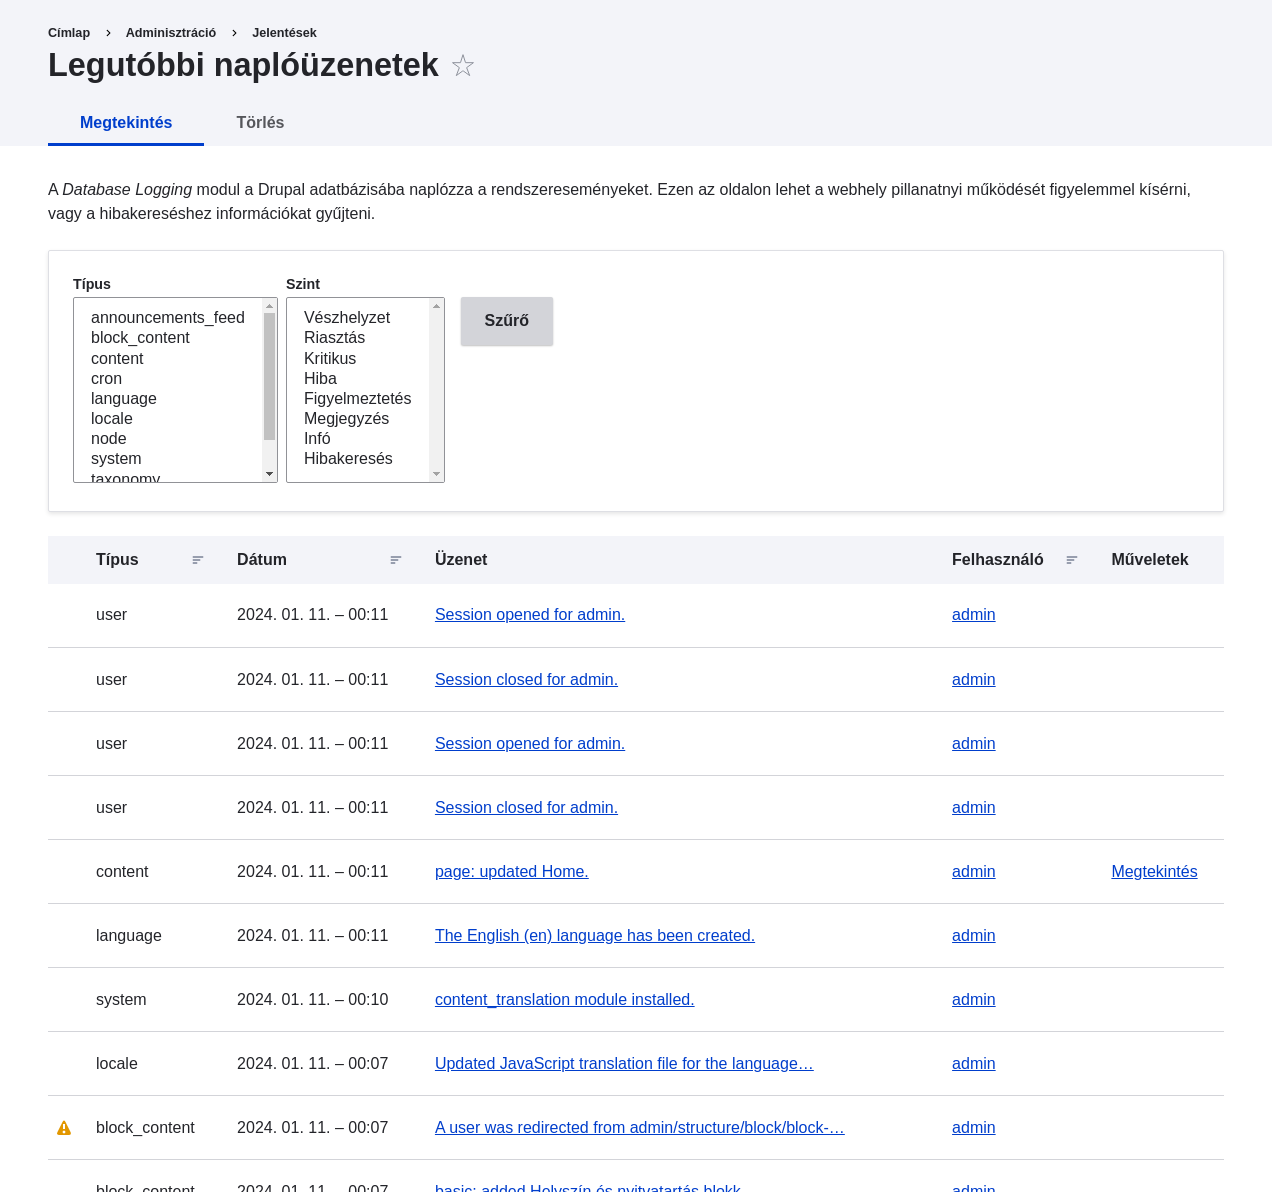 Címlap › Adminisztráció › Jelentések
Legutóbbi naplóüzenetek ☆
Megtekintés Törlés
A Database Logging modul a Drupal adatbázisába naplózza a rendszereseményeket. Ezen az oldalon lehet a webhely pillanatnyi működését figyelemmel kísérni,
vagy a hibakereséshez információkat gyűjteni.
Típus
announcements_feed
block_content
content
cron
language
locale
node
system
taxonomy
Szint
Vészhelyzet
Riasztás
Kritikus
Hiba
Figyelmeztetés
Megjegyzés
Infó
Hibakeresés
Szűrő
Típus Dátum Üzenet Felhasználó Műveletek
user 2024. 01. 11. – 00:11 Session opened for admin. admin
user 2024. 01. 11. – 00:11 Session closed for admin. admin
user 2024. 01. 11. – 00:11 Session opened for admin. admin
user 2024. 01. 11. – 00:11 Session closed for admin. admin
content 2024. 01. 11. – 00:11 page: updated Home. admin Megtekintés
language 2024. 01. 11. – 00:11 The English (en) language has been created. admin
system 2024. 01. 11. – 00:10 content_translation module installed. admin
locale 2024. 01. 11. – 00:07 Updated JavaScript translation file for the language… admin
block_content 2024. 01. 11. – 00:07 A user was redirected from admin/structure/block/block-… admin
block_content 2024. 01. 11. – 00:07 basic: added Helyszín és nyitvatartás blokk. admin